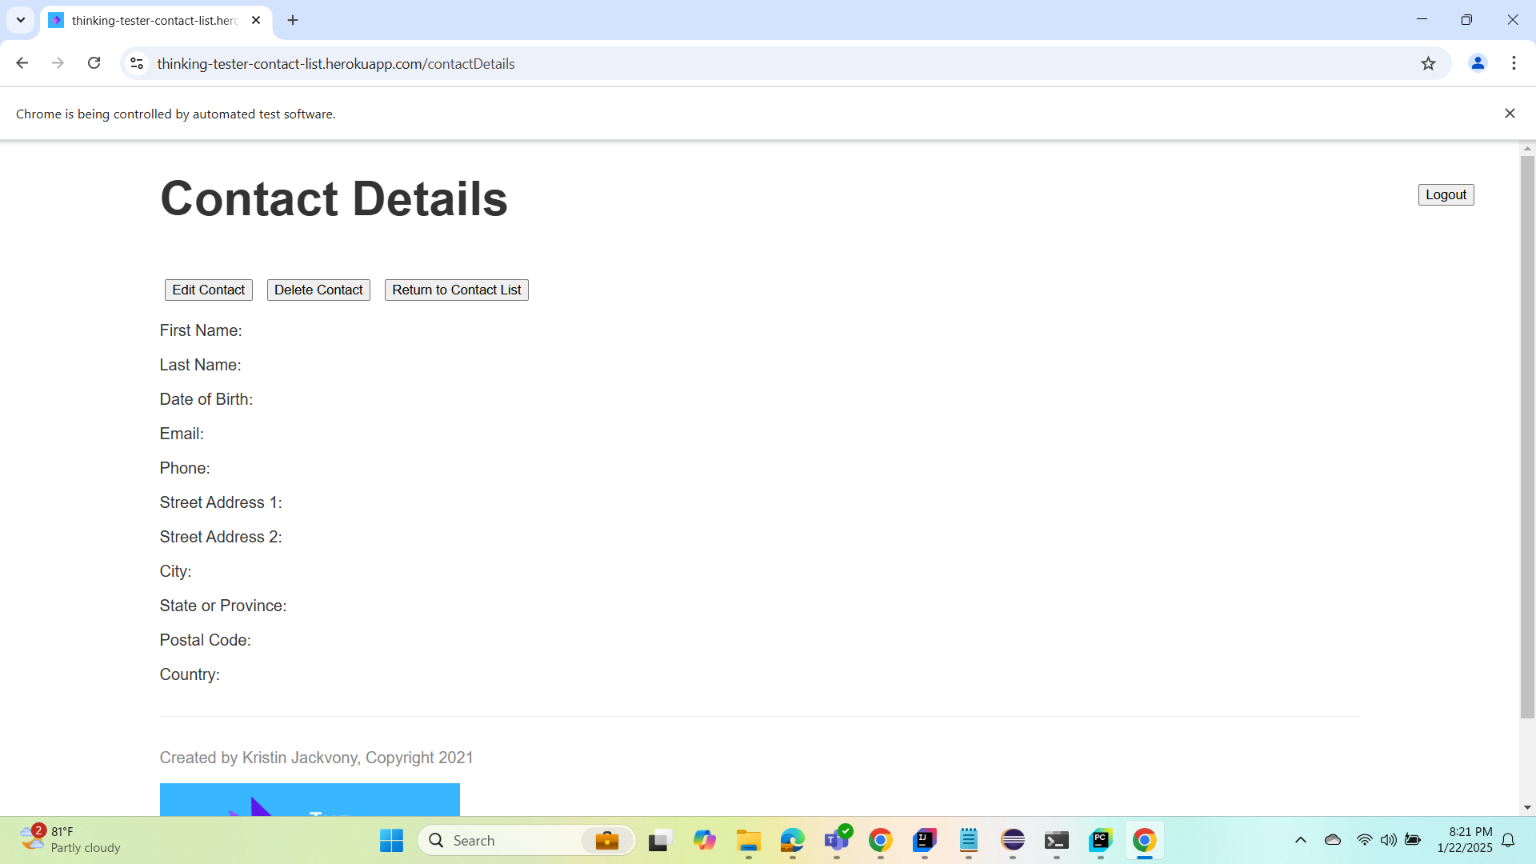 thinking-tester-contact-list.herc
thinking-tester-contact-list.herokuapp.com/contactDetails
Chrome is being controlled by automated test software.
Contact Details
Logout
Edit Contact
Delete Contact
Return to Contact List
First Name:
Last Name:
Date of Birth:
Email:
Phone:
Street Address 1:
Street Address 2:
City:
State or Province:
Postal Code:
Country:
Created by Kristin Jackvony, Copyright 2021
2
81°F
Partly cloudy
Search
8:21 PM
1/22/2025